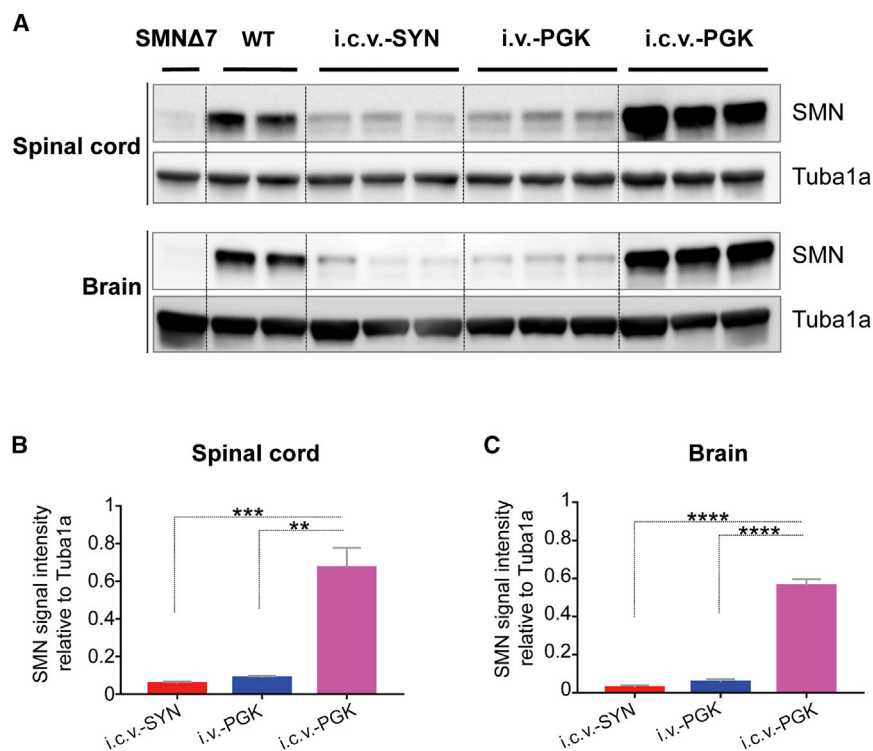 A
SMNΔ7 WT i.c.v.-SYN i.v.-PGK i.c.v.-PGK
Spinal cord
SMN
Tuba1a
Brain
SMN
Tuba1a
B
Spinal cord
SMN signal intensity
relative to Tuba1a
1
0.8
0.6
0.4
0.2
0
***
**
i.c.v.-SYN
i.v.-PGK
i.c.v.-PGK
C
Brain
SMN signal intensity
relative to Tuba1a
1
0.8
0.6
0.4
0.2
0
****
****
i.c.v.-SYN
i.v.-PGK
i.c.v.-PGK